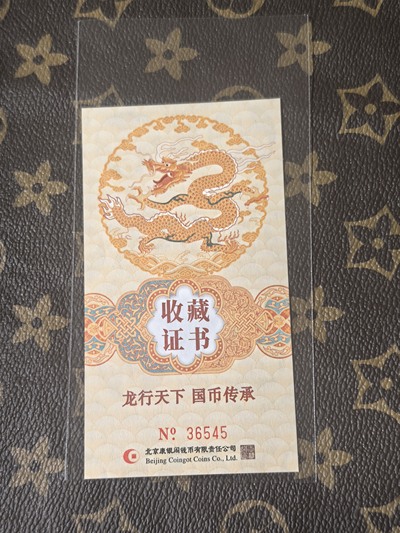 收藏
证书
龙行天下 国币传承
Nº 36545
北京康银阁钱币有限责任公司
Beijing Coingot Coins Co., Ltd.